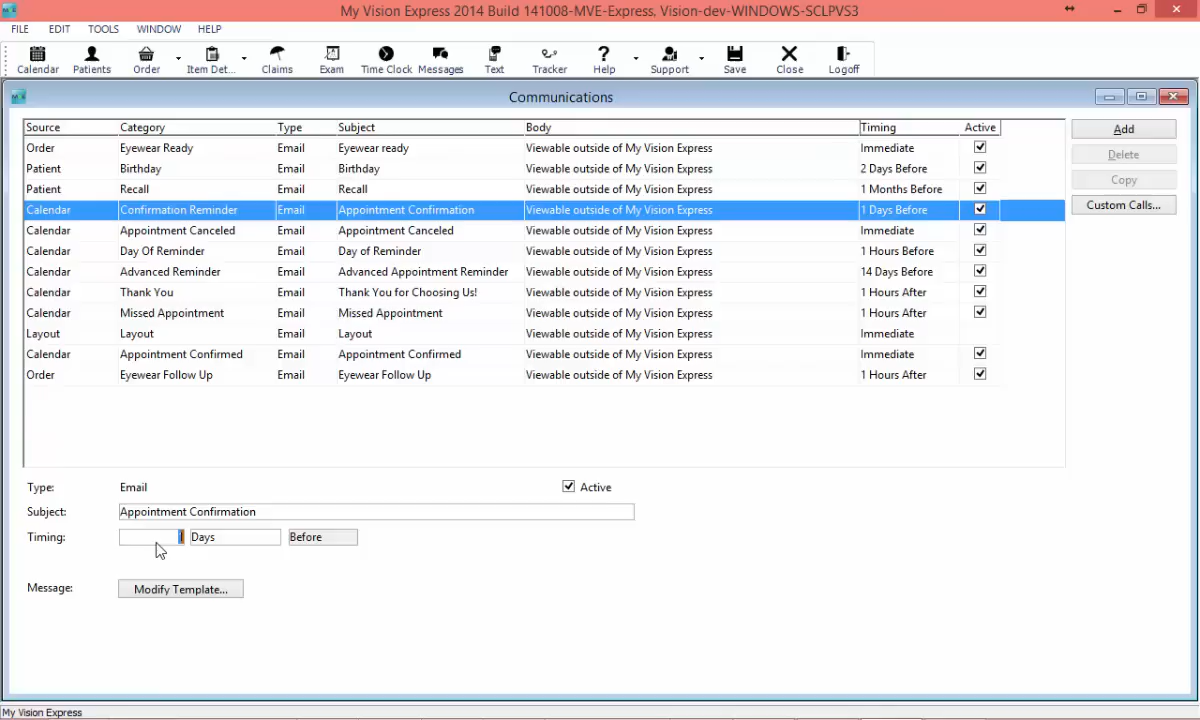 My Vision Express 2014 Build 141008-MVE-Express, Vision-dev-WINDOWS-SCLPVS3
FILE EDIT TOOLS WINDOW HELP
Calendar Patients Order Item Det... Claims Exam Time Clock Messages Text Tracker Help Support Save Close Logoff
Communications
Source Category Type Subject Body Timing Active
Order Eyewear Ready Email Eyewear ready Viewable outside of My Vision Express Immediate
Patient Birthday Email Birthday Viewable outside of My Vision Express 2 Days Before
Patient Recall Email Recall Viewable outside of My Vision Express 1 Months Before
Calendar Confirmation Reminder Email Appointment Confirmation Viewable outside of My Vision Express 1 Days Before
Calendar Appointment Canceled Email Appointment Canceled Viewable outside of My Vision Express Immediate
Calendar Day Of Reminder Email Day of Reminder Viewable outside of My Vision Express 1 Hours Before
Calendar Advanced Reminder Email Advanced Appointment Reminder Viewable outside of My Vision Express 14 Days Before
Calendar Thank You Email Thank You for Choosing Us! Viewable outside of My Vision Express 1 Hours After
Calendar Missed Appointment Email Missed Appointment Viewable outside of My Vision Express 1 Hours After
Layout Layout Email Layout Viewable outside of My Vision Express Immediate
Calendar Appointment Confirmed Email Appointment Confirmed Viewable outside of My Vision Express Immediate
Order Eyewear Follow Up Email Eyewear Follow Up Viewable outside of My Vision Express 1 Hours After
Add
Delete
Copy
Custom Calls...
Type: Email Active
Subject: Appointment Confirmation
Timing: 1 Days Before
Message: Modify Template...
My Vision Express